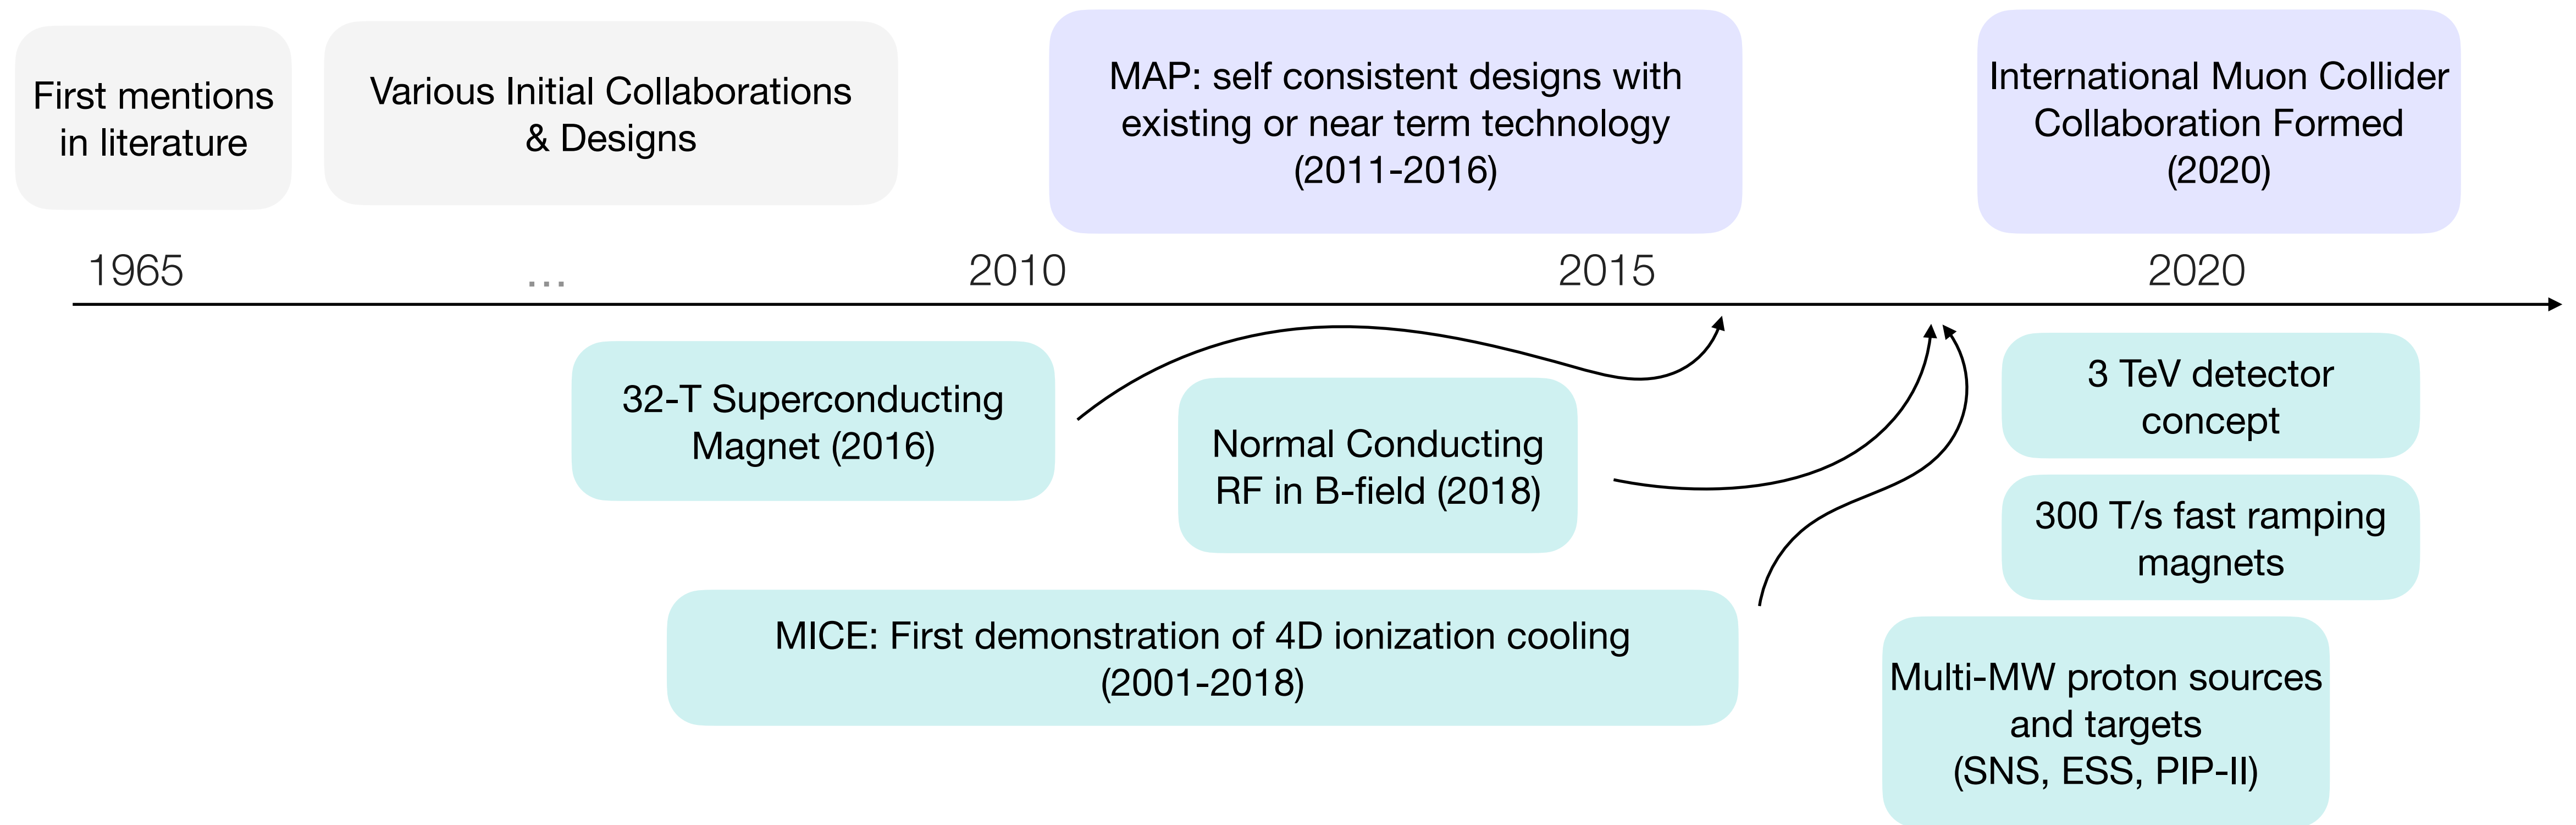 First mentions
in literature
Various Initial Collaborations
& Designs
MAP: self consistent designs with
existing or near term technology
(2011-2016)
International Muon Collider
Collaboration Formed
(2020)
1965
...
2010
2015
2020
32-T Superconducting
Magnet (2016)
Normal Conducting
RF in B-field (2018)
MICE: First demonstration of 4D ionization cooling
(2001-2018)
3 TeV detector
concept
300 T/s fast ramping
magnets
Multi-MW proton sources
and targets
(SNS, ESS, PIP-II)